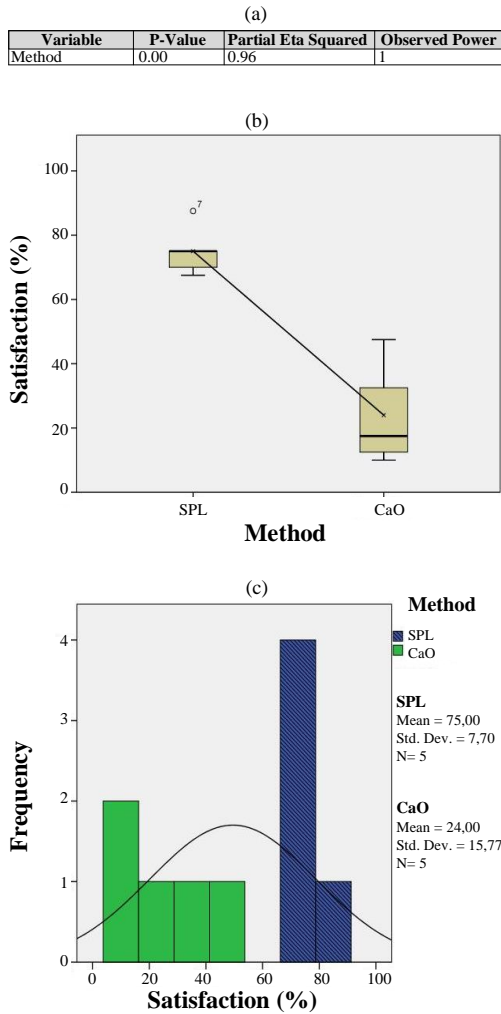 (a)
Variable P-Value Partial Eta Squared Observed Power
Method 0.00 0.96 1
(b)
Satisfaction (%)
100
80
60
40
20
0
7
SPL CaO
Method
(c)
Frequency
4
3
2
1
0
0 20 40 60 80 100
Satisfaction (%)
Method
SPL
CaO
SPL
Mean = 75,00
Std. Dev. = 7,70
N= 5
CaO
Mean = 24,00
Std. Dev. = 15,77
N= 5